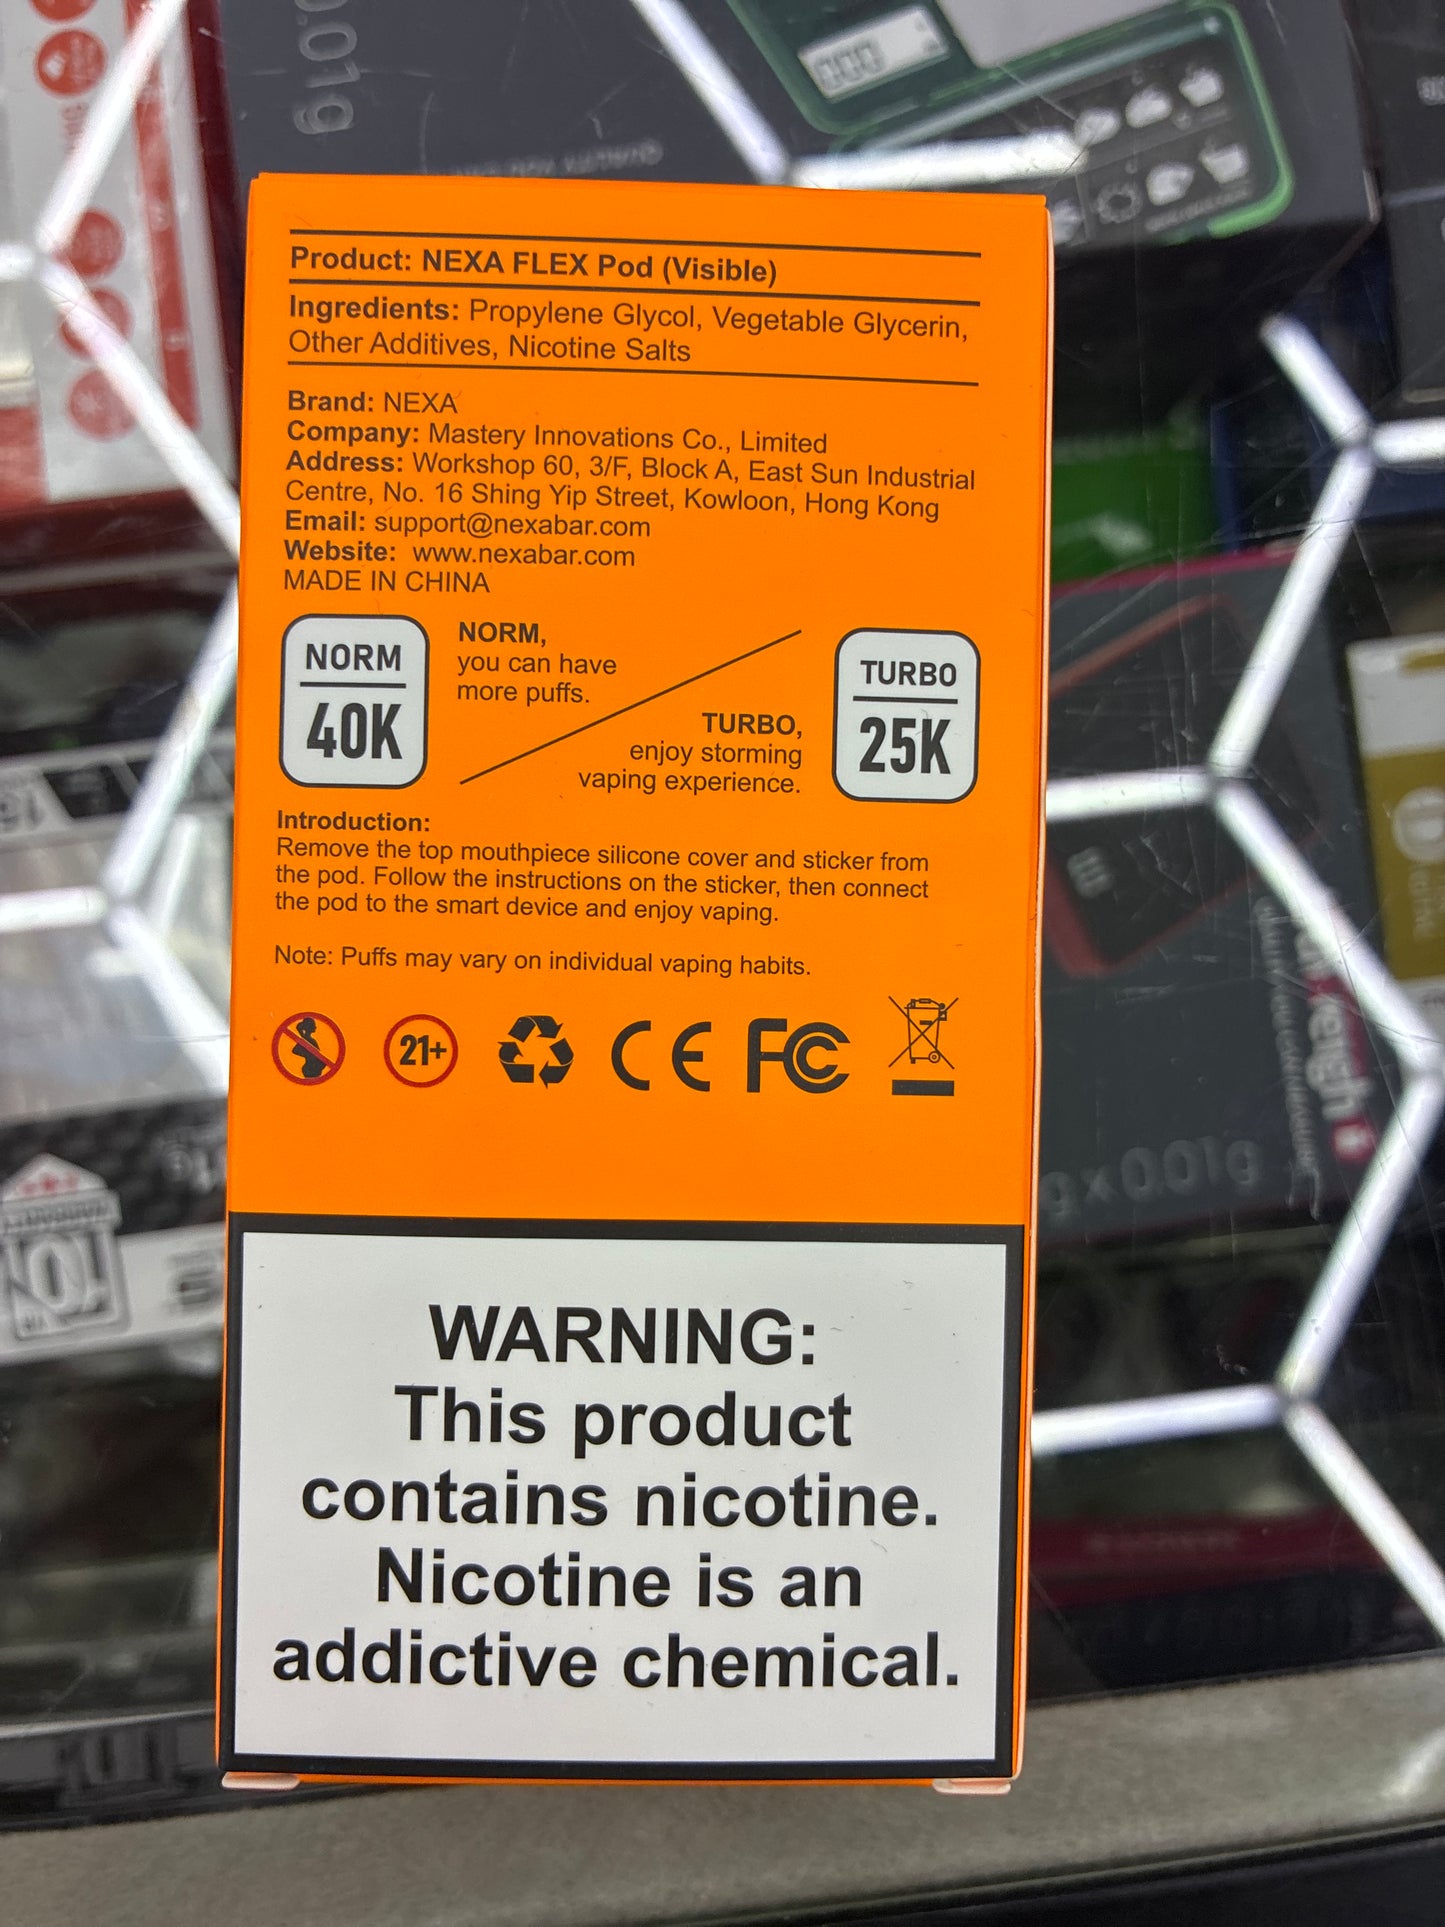 0.01g
Product: NEXA FLEX Pod (Visible)
Ingredients: Propylene Glycol, Vegetable Glycerin,
Other Additives, Nicotine Salts
Brand: NEXA
Company: Mastery Innovations Co., Limited
Address: Workshop 60, 3/F, Block A, East Sun Industrial
Centre, No. 16 Shing Yip Street, Kowloon, Hong Kong
Email: support@nexabar.com
Website: www.nexabar.com
MADE IN CHINA
NORM
40K
NORM,
you can have
more puffs.
TURBO,
enjoy storming
vaping experience.
TURBO
25K
Introduction:
Remove the top mouthpiece silicone cover and sticker from
the pod. Follow the instructions on the sticker, then connect
the pod to the smart device and enjoy vaping.
Note: Puffs may vary on individual vaping habits.
21+
CE
FC
g x 0.01g
WARNING:
This product
contains nicotine.
Nicotine is an
addictive chemical.